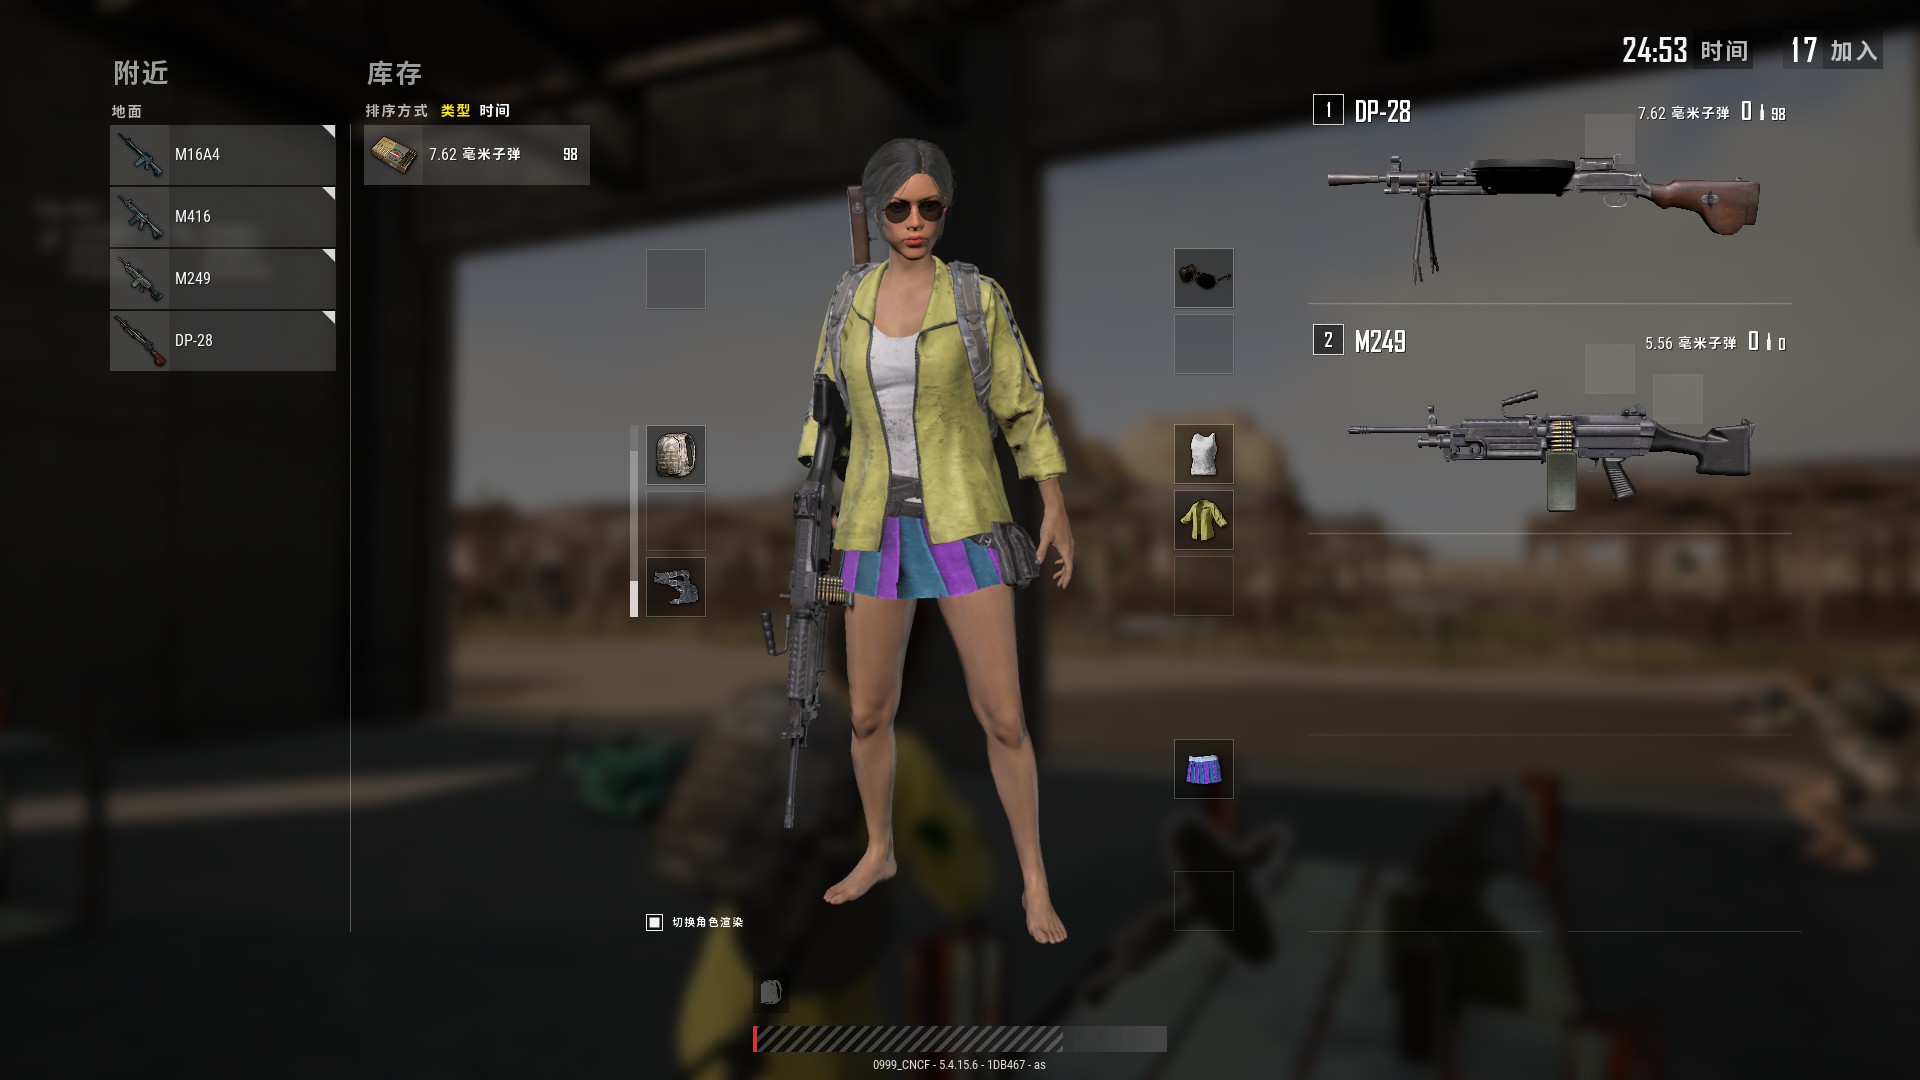 24:53 时间 17 加入
附近
地面
M16A4
M416
M249
DP-28
库存
排序方式 类型 时间
7.62 毫米子弹 98
1 DP-28
7.62 毫米子弹 0 98
2 M249
5.56 毫米子弹 0 0
切换角色渲染
0999_CNCF - 5.4.15.6 - 1DB467 - as